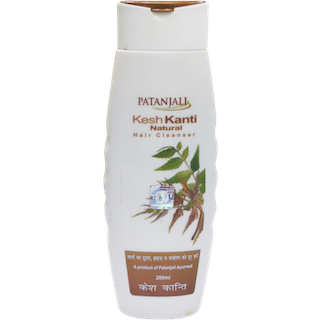 PATANJALI
Kesh Kanti
Natural
Hair Cleanser
A product of Patanjali Ayurved
200ml
केश कान्ति